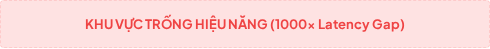 KHU VỰC TRỐNG HIỆU NĂNG (1000× Latency Gap)